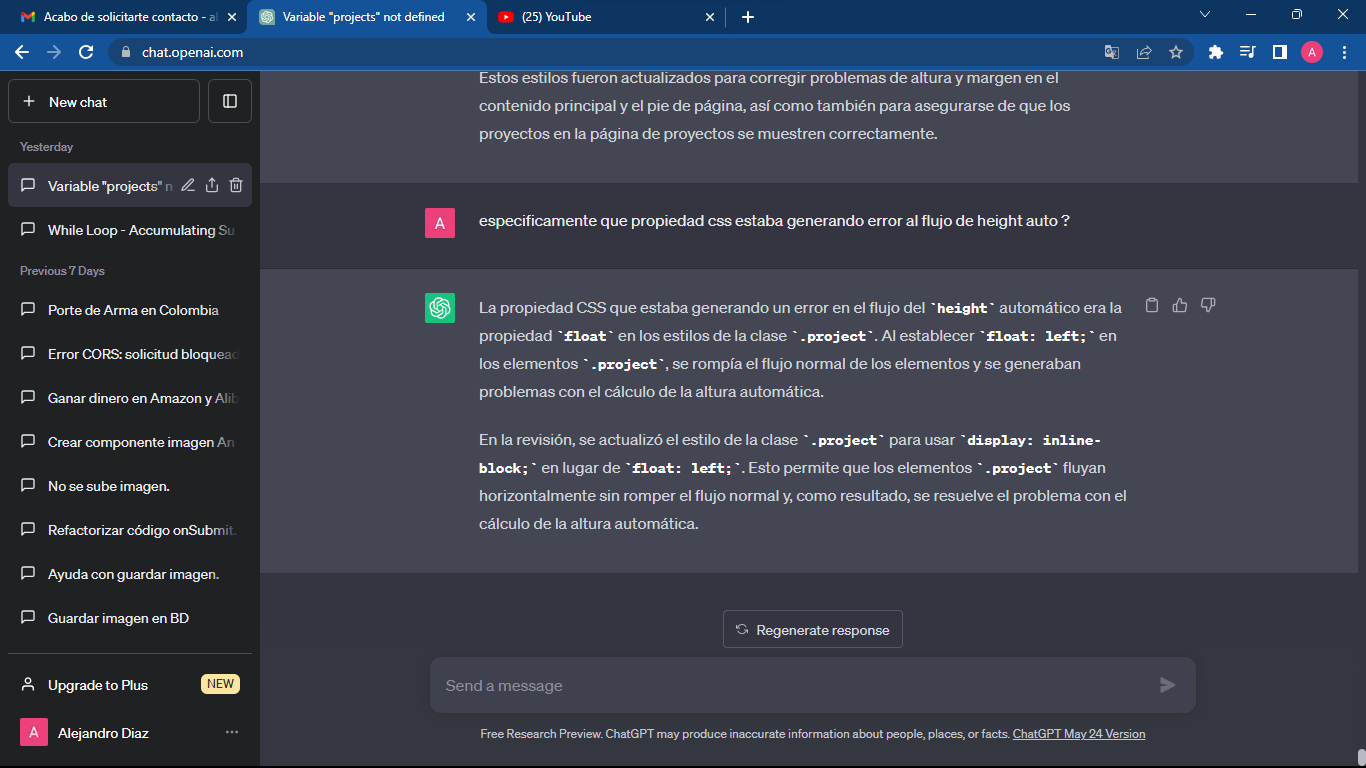 Acabo de solicitarte contacto - al
Variable "projects" not defined
(25) YouTube
chat.openai.com
A
New chat
Yesterday
Variable "projects" n
While Loop - Accumulating Su
Previous 7 Days
Porte de Arma en Colombia
Error CORS: solicitud bloquead
Ganar dinero en Amazon y Alib
Crear componente imagen An
No se sube imagen.
Refactorizar código onSubmit.
Ayuda con guardar imagen.
Guardar imagen en BD
Upgrade to Plus NEW
A Alejandro Diaz
Estos estilos fueron actualizados para corregir problemas de altura y margen en el
contenido principal y el pie de página, así como también para asegurarse de que los
proyectos en la página de proyectos se muestren correctamente.
A especificamente que propiedad css estaba generando error al flujo de height auto ?
La propiedad CSS que estaba generando un error en el flujo del `height` automático era la
propiedad `float` en los estilos de la clase `.project`. Al establecer `float: left;` en
los elementos `.project`, se rompía el flujo normal de los elementos y se generaban
problemas con el cálculo de la altura automática.
En la revisión, se actualizó el estilo de la clase `.project` para usar `display: inline-
block;` en lugar de `float: left;`. Esto permite que los elementos `.project` fluyan
horizontalmente sin romper el flujo normal y, como resultado, se resuelve el problema con el
cálculo de la altura automática.
Regenerate response
Send a message
Free Research Preview. ChatGPT may produce inaccurate information about people, places, or facts. ChatGPT May 24 Version